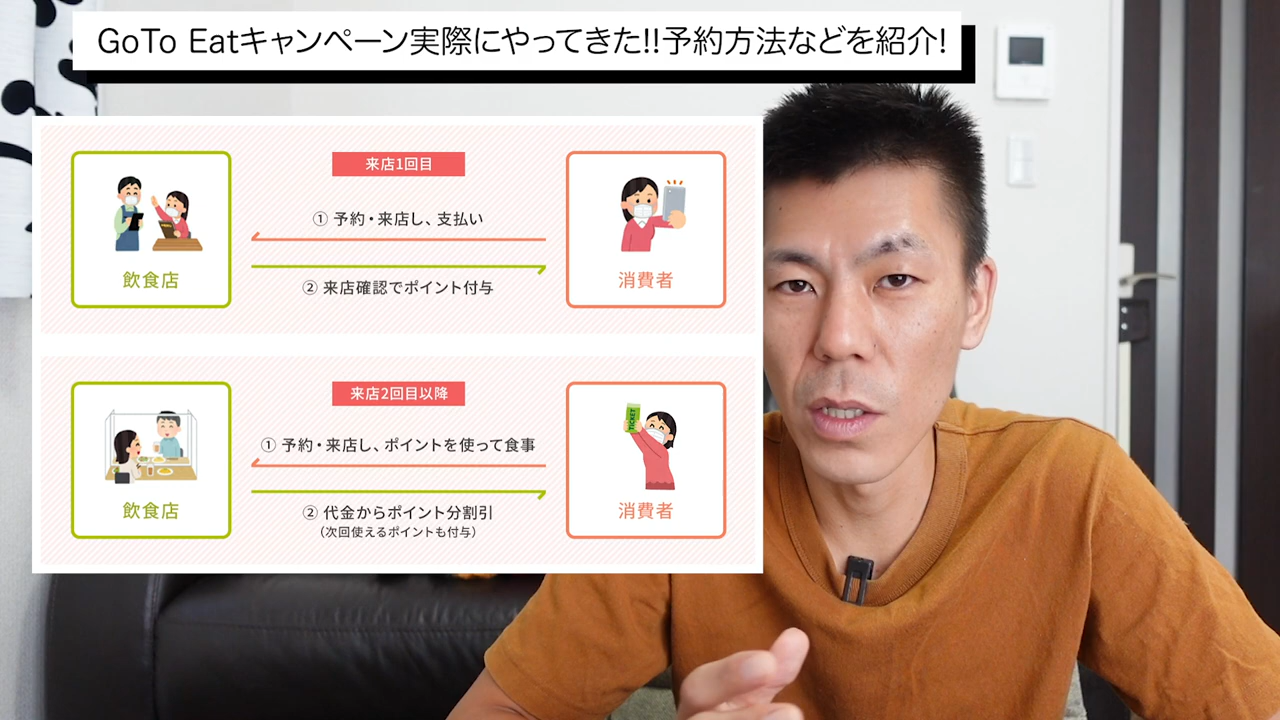 GoTo Eatキャンペーン実際にやってきた!!予約方法などを紹介!
来店1回目
① 予約・来店し、支払い
② 来店確認でポイント付与
飲食店
消費者
来店2回目以降
TICKET
① 予約・来店し、ポイントを使って食事
② 代金からポイント分割引
(次回使えるポイントも付与)
飲食店
消費者